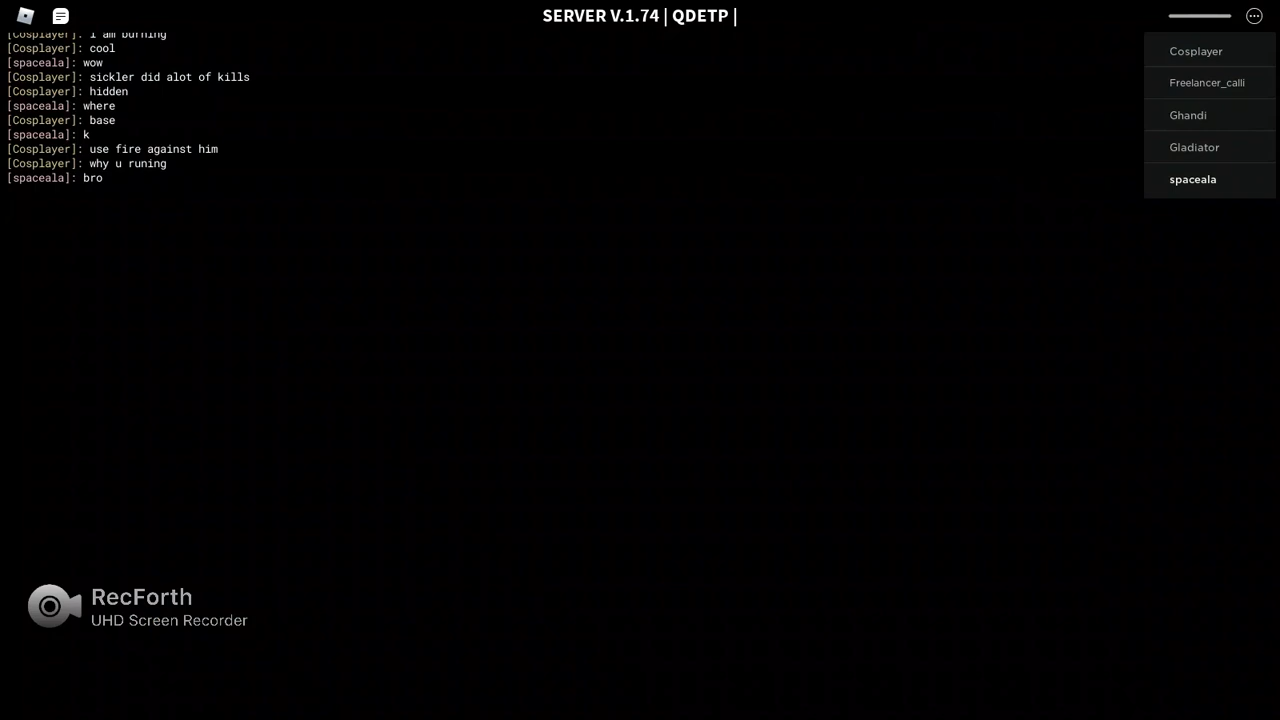 SERVER V.1.74 | QDETP |
[Cosplayer]: i am burning
[Cosplayer]: cool
[spaceala]: wow
[Cosplayer]: sickler did alot of kills
[Cosplayer]: hidden
[spaceala]: where
[Cosplayer]: base
[spaceala]: k
[Cosplayer]: use fire against him
[Cosplayer]: why u runing
[spaceala]: bro
Cosplayer
Freelancer_calli
Ghandi
Gladiator
spaceala
RecForth
UHD Screen Recorder